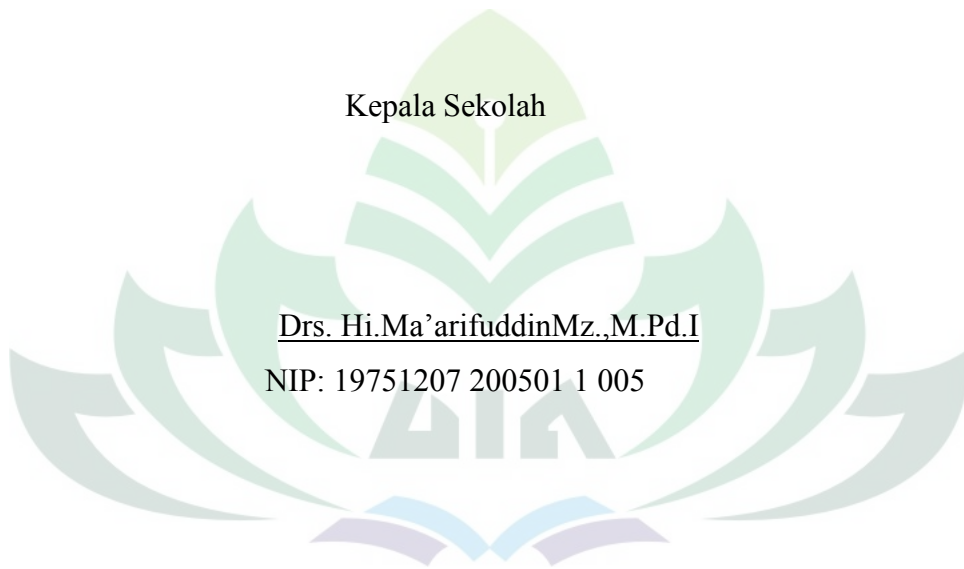 Kepala Sekolah
Drs. Hi.Ma’arifuddinMz.,M.Pd.I
NIP: 19751207 200501 1 005